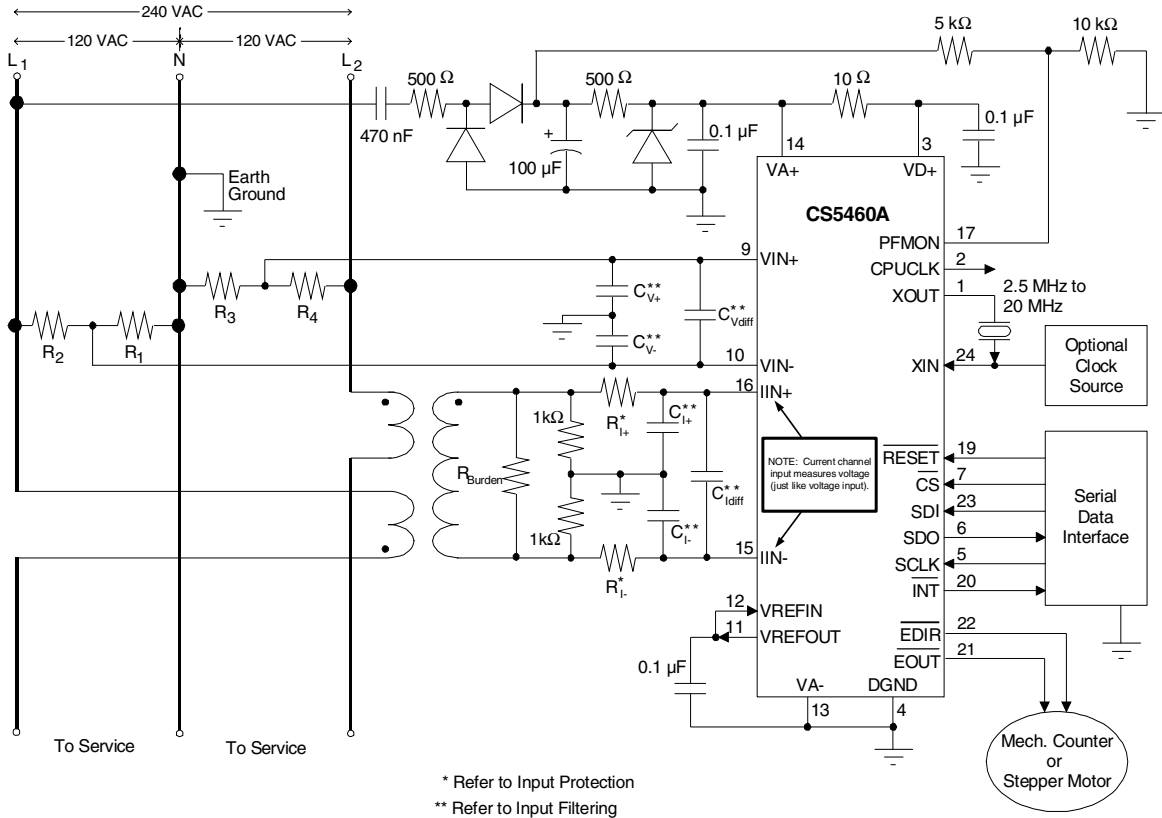 240 VAC
120 VAC
120 VAC
L1
N
L2
5 kΩ
10 kΩ
500 Ω
500 Ω
10 Ω
470 nF
+
100 µF
0.1 µF
0.1 µF
14
3
VA+
VD+
Earth
Ground
CS5460A
PFMON
17
CPUCLK
2
XOUT
1
2.5 MHz to
20 MHz
9
VIN+
CV+**
CV-**
CVdiff**
R3
R4
R2
R1
10
VIN-
XIN
24
Optional
Clock
Source
16
IIN+
RI+*
CI+**
1kΩ
RBurden
NOTE: Current channel
input measures voltage
(just like voltage input).
CIdiff**
1kΩ
CI-**
15
IIN-
RI-*
RESET
19
CS
7
SDI
23
SDO
6
SCLK
5
INT
20
Serial
Data
Interface
12
VREFIN
11
VREFOUT
EDIR
22
EOUT
21
0.1 µF
VA-
DGND
13
4
To Service
To Service
Mech. Counter
or
Stepper Motor
* Refer to Input Protection
** Refer to Input Filtering